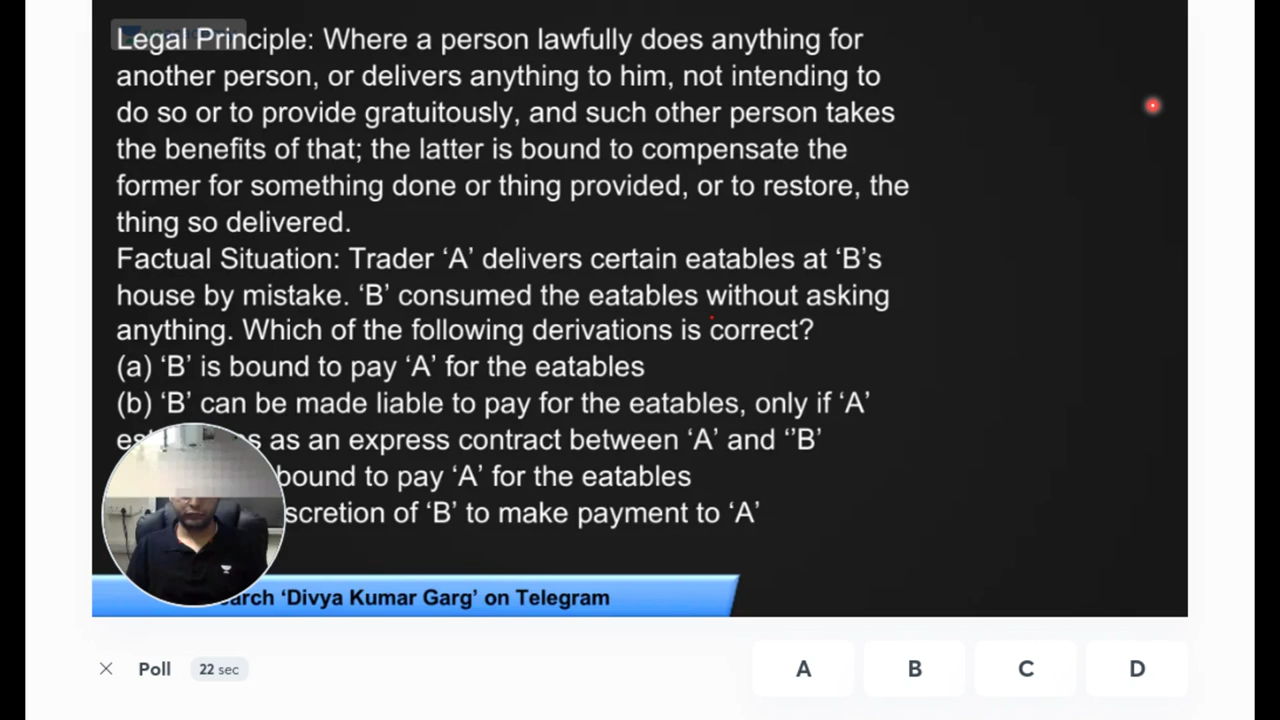 Legal Principle: Where a person lawfully does anything for
another person, or delivers anything to him, not intending to
do so or to provide gratuitously, and such other person takes
the benefits of that; the latter is bound to compensate the
former for something done or thing provided, or to restore, the
thing so delivered.
Factual Situation: Trader ‘A’ delivers certain eatables at ‘B’s
house by mistake. ‘B’ consumed the eatables without asking
anything. Which of the following derivations is correct?
(a) ‘B’ is bound to pay ‘A’ for the eatables
(b) ‘B’ can be made liable to pay for the eatables, only if ‘A’
as an express contract between ‘A’ and ‘’B’
bound to pay ‘A’ for the eatables
of ‘B’ to make payment to ‘A’
‘Divya Kumar Garg’ on Telegram
Poll 22 sec A B C D